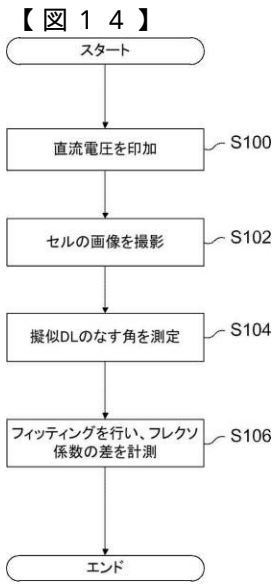 【図１４】
スタート
直流電圧を印加
S100
セルの画像を撮影
S102
擬似DLのなす角を測定
S104
フィッティングを行い、フレクソ
係数の差を計測
S106
エンド